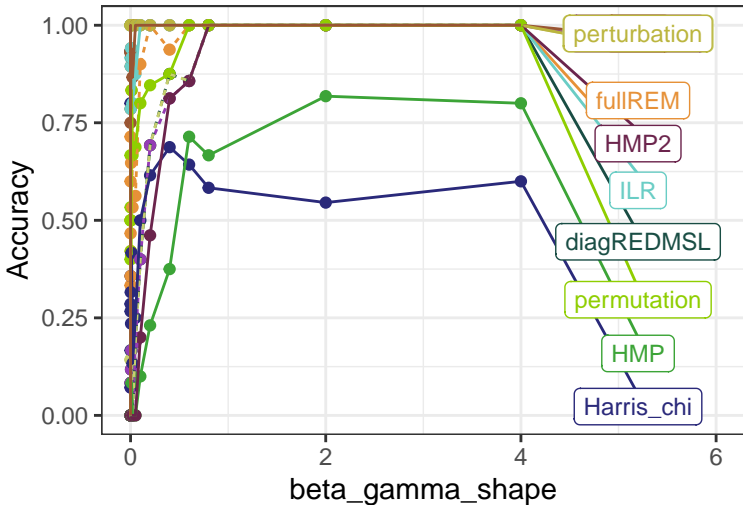 1.00
0.75
0.50
0.25
0.00
Accuracy
perturbation
fullREM
HMP2
ILR
diagREDMSL
permutation
HMP
Harris_chi
0
2
4
6
beta_gamma_shape